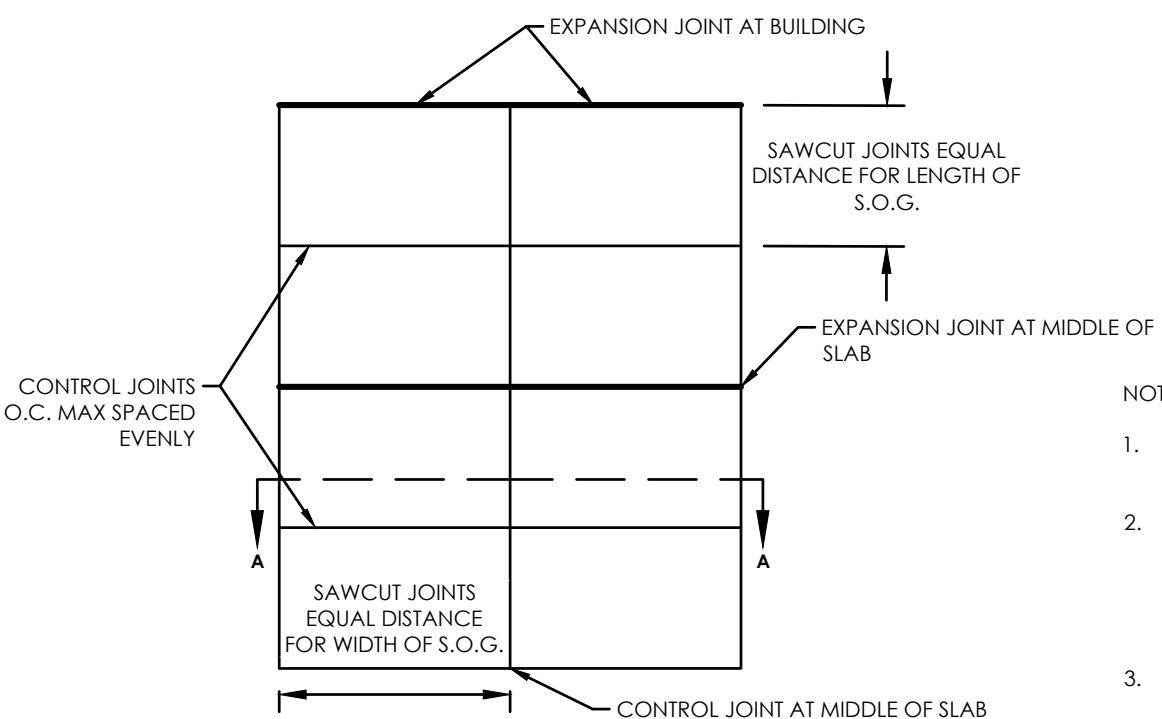 EXPANSION JOINT AT BUILDING
SAWCUT JOINTS EQUAL
DISTANCE FOR LENGTH OF
S.O.G.
EXPANSION JOINT AT MIDDLE OF
SLAB
CONTROL JOINTS
O.C. MAX SPACED
EVENLY
NOT
1.
2.
3.
A
A
SAWCUT JOINTS
EQUAL DISTANCE
FOR WIDTH OF S.O.G.
CONTROL JOINT AT MIDDLE OF SLAB